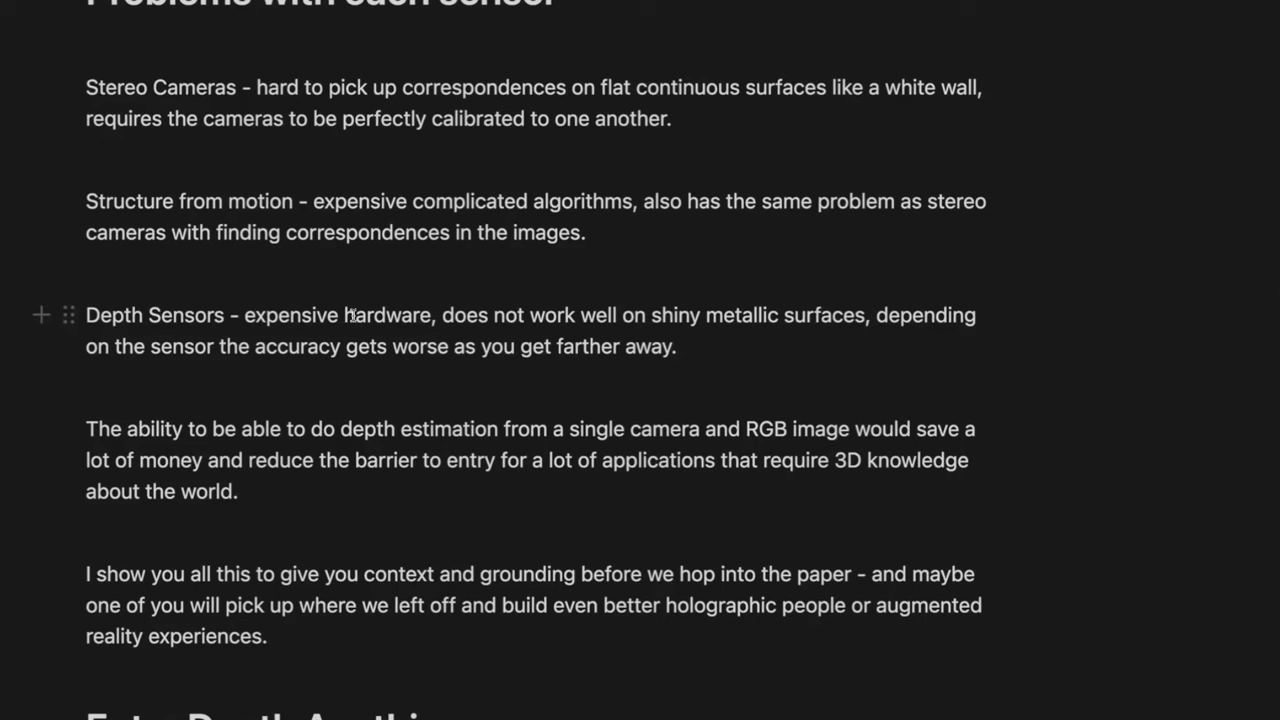 Problems with each sensor
Stereo Cameras - hard to pick up correspondences on flat continuous surfaces like a white wall,
requires the cameras to be perfectly calibrated to one another.
Structure from motion - expensive complicated algorithms, also has the same problem as stereo
cameras with finding correspondences in the images.
Depth Sensors - expensive hardware, does not work well on shiny metallic surfaces, depending
on the sensor the accuracy gets worse as you get farther away.
The ability to be able to do depth estimation from a single camera and RGB image would save a
lot of money and reduce the barrier to entry for a lot of applications that require 3D knowledge
about the world.
I show you all this to give you context and grounding before we hop into the paper - and maybe
one of you will pick up where we left off and build even better holographic people or augmented
reality experiences.
Enter Depth Anything